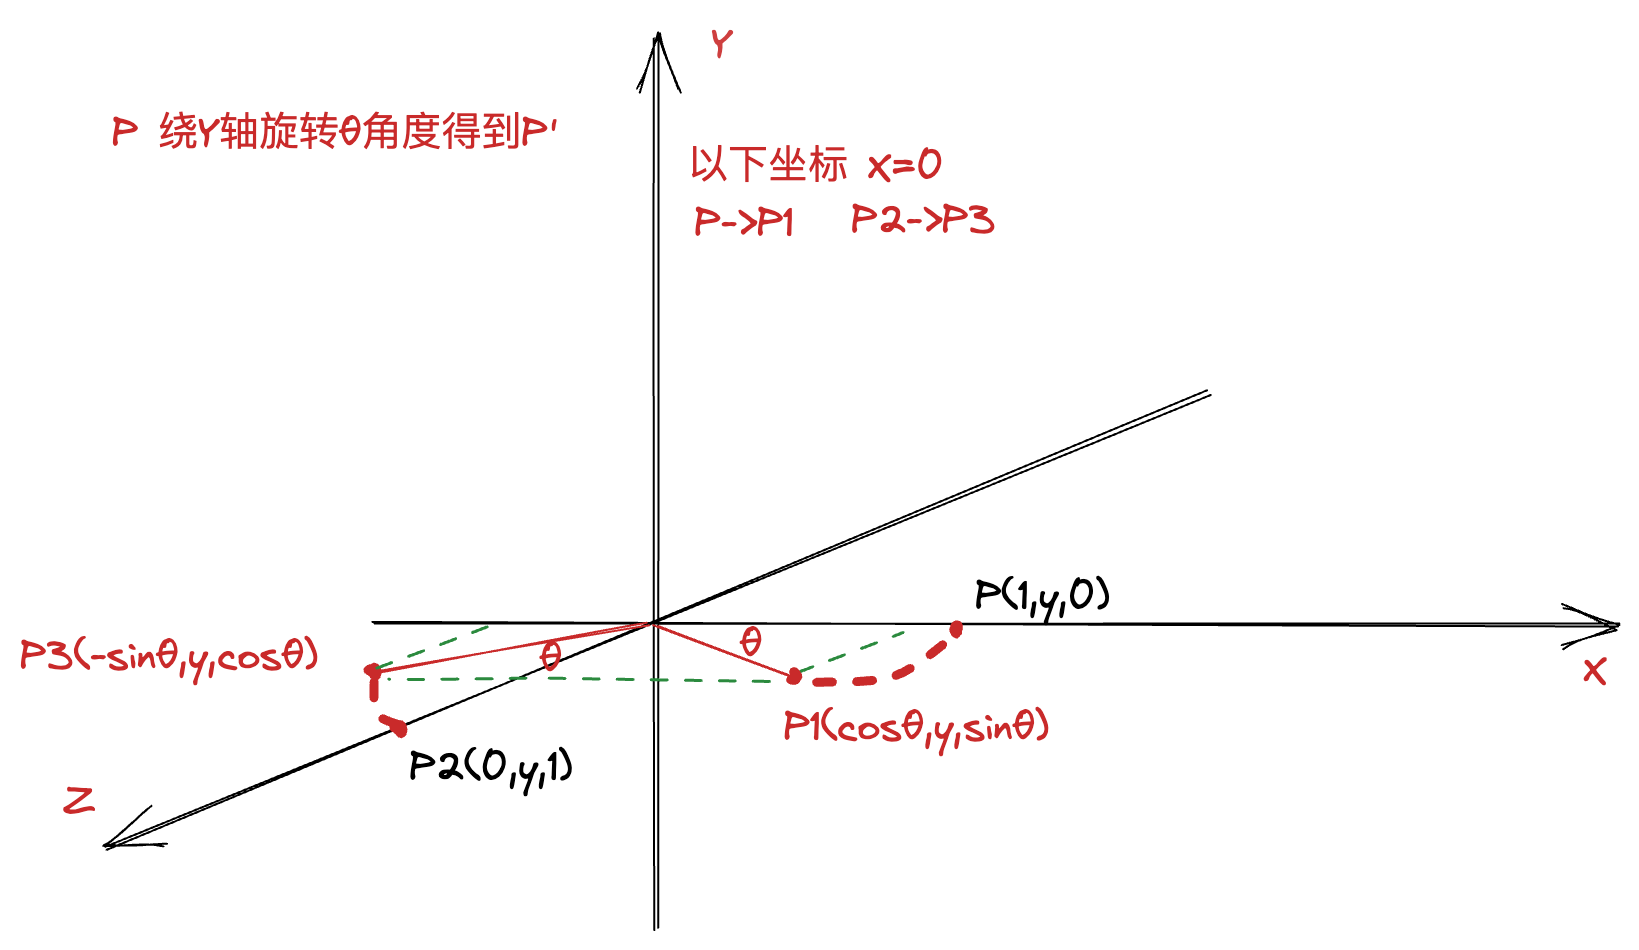 Y
P 绕Y轴旋转θ角度得到P'
以下坐标 x=0
P->P1 P2->P3
P(1,y,0)
θ
θ
P3(-sinθ,y,cosθ)
X
P1(cosθ,y,sinθ)
P2(0,y,1)
Z